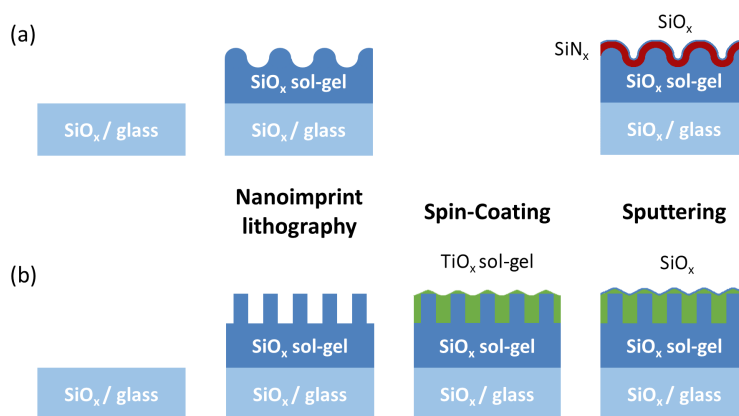 (a)
SiOₓ
SiNₓ
SiOₓ sol-gel
SiOₓ sol-gel
SiOₓ / glass
SiOₓ / glass
SiOₓ / glass
Nanoimprint
lithography
Spin-Coating
Sputtering
(b)
TiOₓ sol-gel
SiOₓ
SiOₓ sol-gel
SiOₓ sol-gel
SiOₓ sol-gel
SiOₓ / glass
SiOₓ / glass
SiOₓ / glass
SiOₓ / glass